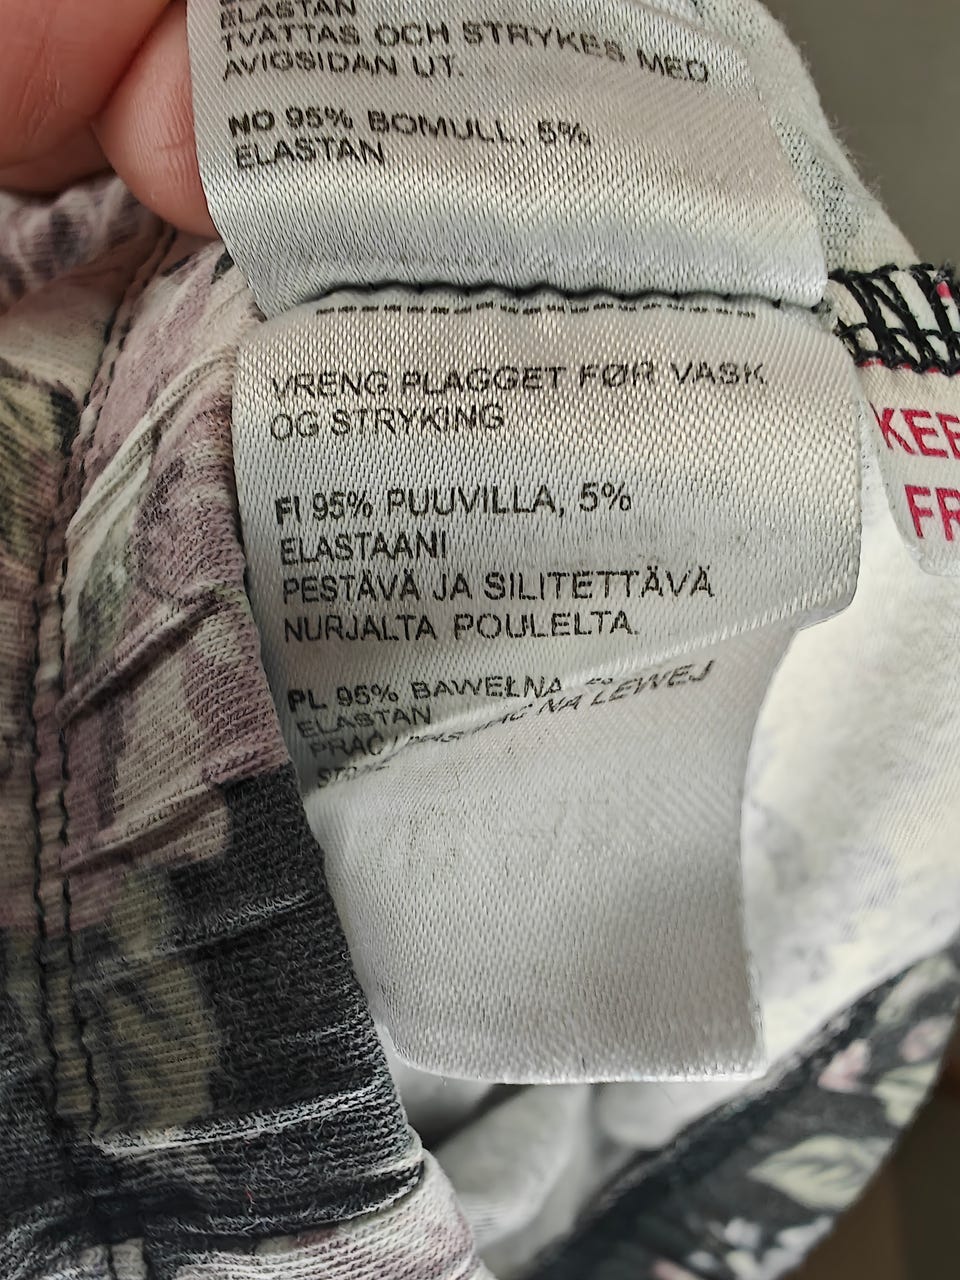 ELASTAN
TVÄTTAS OCH STRYKES MED
AVIGSIDAN UT.
NO 95% BOMULL, 5%
ELASTAN
VRENG PLAGGET FØR VASK
OG STRYKING
FI 95% PUUVILLA, 5%
ELASTAANI
PESTÄVÄ JA SILITETTÄVÄ
NURJALTA POULELTA.
PL 95% BAWEŁNA
ELASTAN
NA LEWEJ
KEE
FR